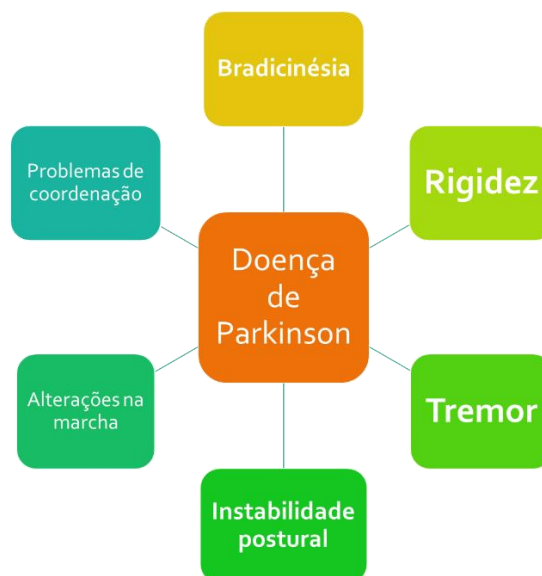 Bradicinésia
Rigidez
Tremor
Instabilidade
postural
Alterações na
marcha
Problemas de
coordenação
Doença
de
Parkinson